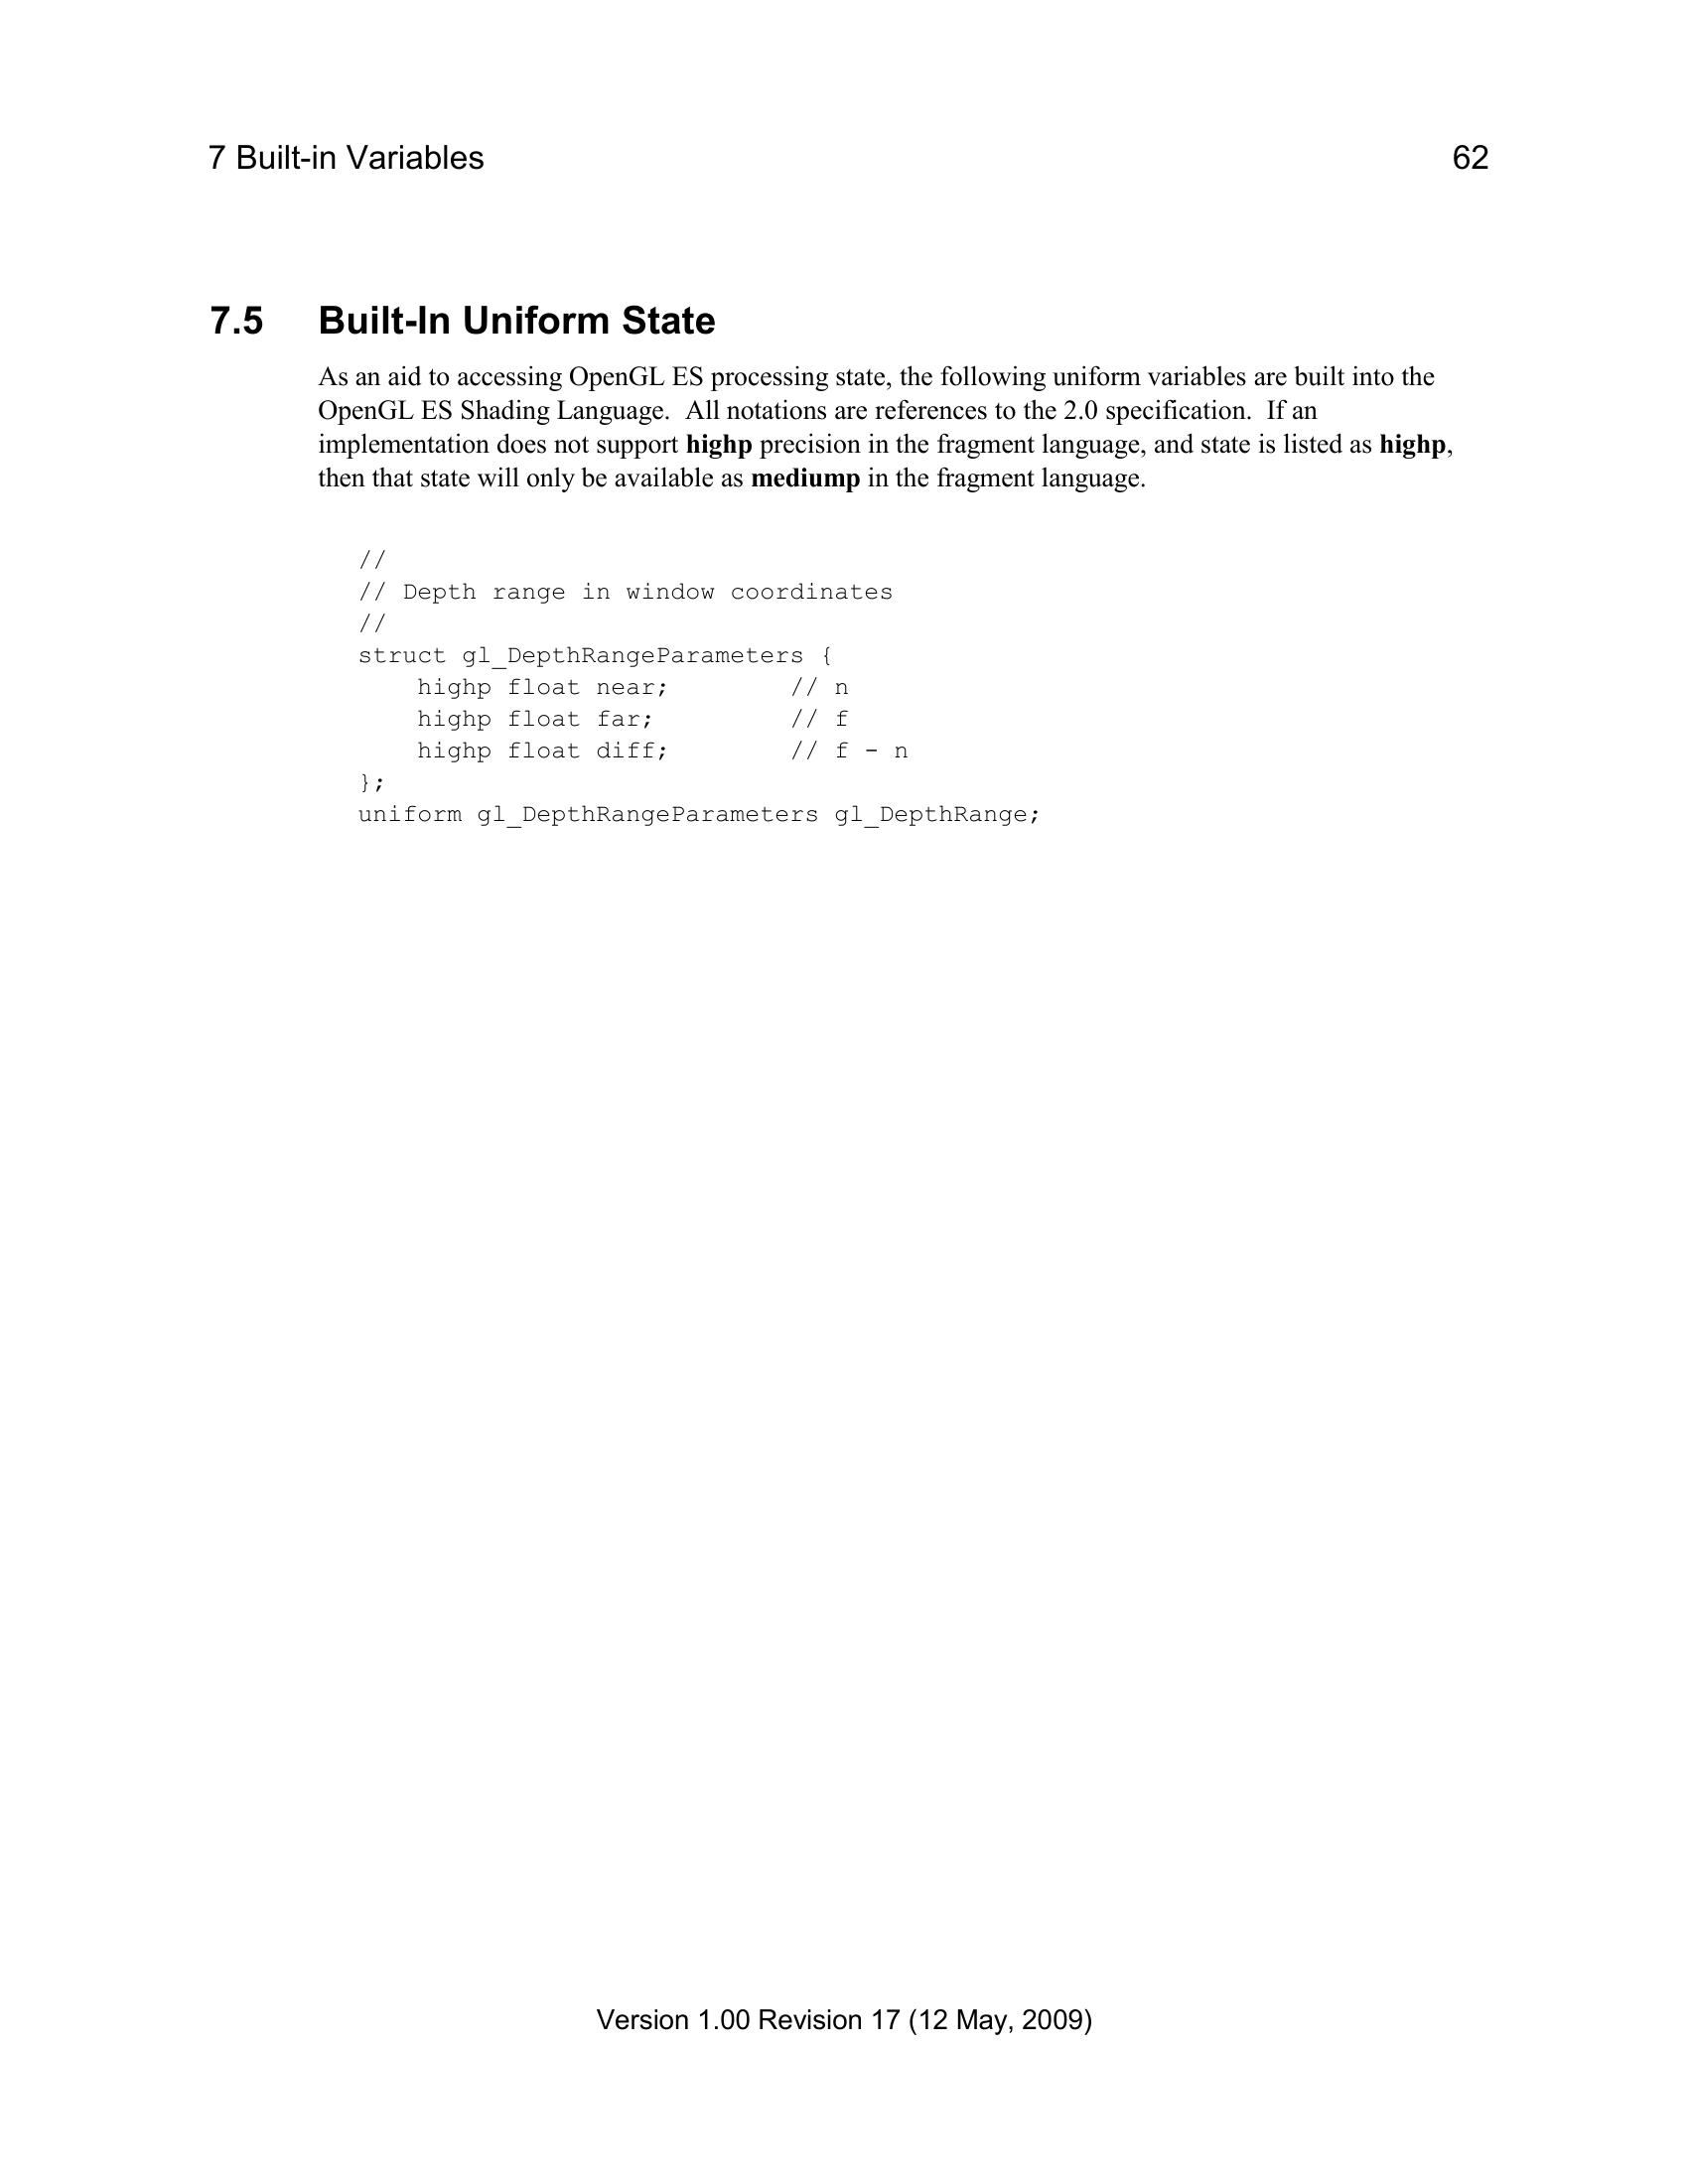 7 Built-in Variables 62
7.5 Built-In Uniform State
As an aid to accessing OpenGL ES processing state, the following uniform variables are built into the
OpenGL ES Shading Language.  All notations are references to the 2.0 specification.  If an
implementation does not support highp precision in the fragment language, and state is listed as highp,
then that state will only be available as mediump in the fragment language.
//
// Depth range in window coordinates
//
struct gl_DepthRangeParameters {
    highp float near;        // n
    highp float far;         // f
    highp float diff;        // f - n
};
uniform gl_DepthRangeParameters gl_DepthRange;
Version 1.00 Revision 17 (12 May, 2009)